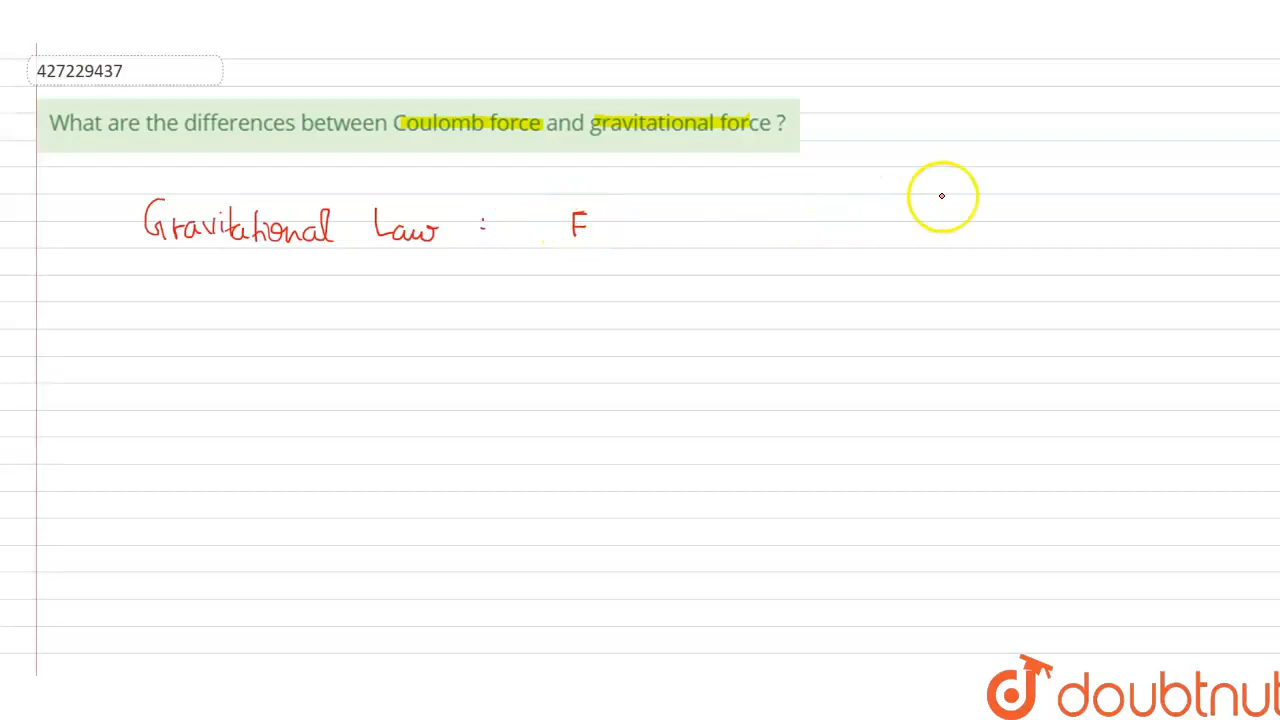 427229437
What are the differences between Coulomb force and gravitational force ?
Gravitational Law : F
doubtnut